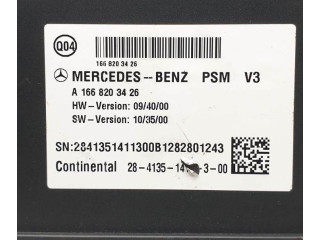 Q04
166 820 34 26
MERCEDES--BENZ PSM V3
A 166 820 34 26
HW-Version: 09/40/00
SW-Version: 10/35/00
SN:2841351411300B1282801243
Continental 28-4135-14 3-00